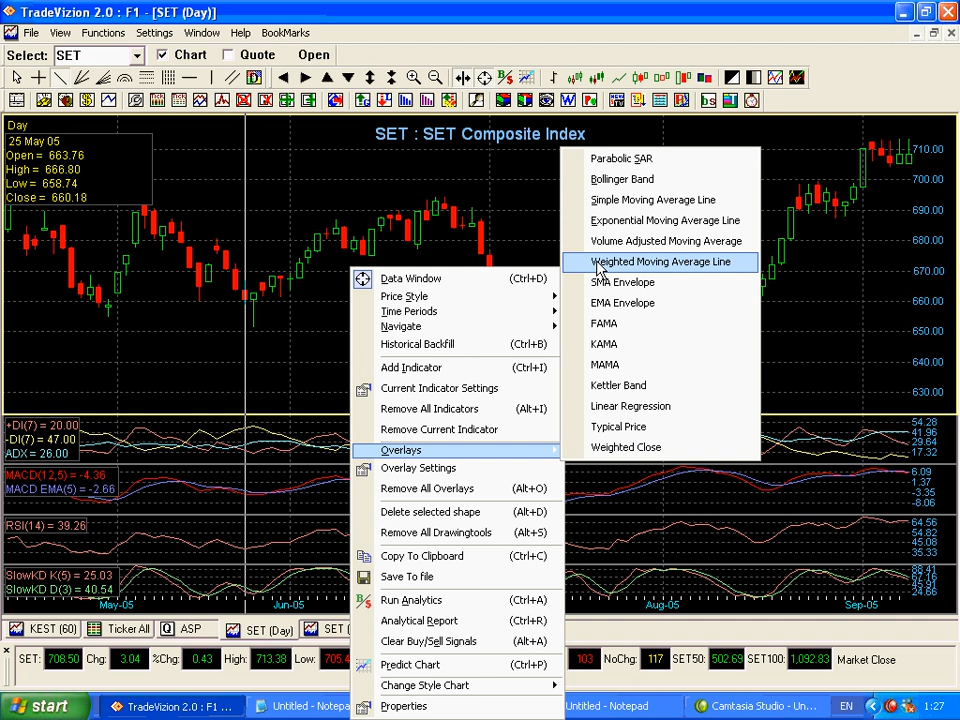 TradeVizion 2.0 : F1 - [SET (Day)]
File View Functions Settings Window Help BookMarks
Select: SET Chart Quote Open
Day
25 May 05
Open = 663.76
High = 666.80
Low = 658.74
Close = 660.18
SET : SET Composite Index
710.00
700.00
690.00
680.00
670.00
660.00
650.00
640.00
630.00
Parabolic SAR
Bollinger Band
Simple Moving Average Line
Exponential Moving Average Line
Volume Adjusted Moving Average
Weighted Moving Average Line
SMA Envelope
EMA Envelope
FAMA
KAMA
MAMA
Kettler Band
Linear Regression
Typical Price
Weighted Close
Data Window (Ctrl+D)
Price Style
Time Periods
Navigate
Historical Backfill (Ctrl+B)
Add Indicator (Ctrl+I)
Current Indicator Settings
Remove All Indicators (Alt+I)
Remove Current Indicator
Overlays
Overlay Settings
Remove All Overlays (Alt+O)
Delete selected shape (Alt+D)
Remove All Drawingtools (Alt+S)
Copy To Clipboard (Ctrl+C)
Save To file
Run Analytics (Ctrl+A)
Analytical Report (Ctrl+R)
Clear Buy/Sell Signals (Alt+A)
Predict Chart (Ctrl+P)
Change Style Chart
Properties
+DI(7) = 20.00
-DI(7) = 47.00
ADX = 26.00
54.28
41.96
29.64
17.32
MACD(12,5) = -4.36
MACD EMA(5) = -2.66
6.09
1.37
-3.35
-8.06
RSI(14) = 39.26
64.56
54.82
45.08
35.33
SlowKD K(5) = 25.03
SlowKD D(3) = 40.54
88.41
67.16
45.91
24.66
May-05 Jun-05 Aug-05 Sep-05
KEST (60) Ticker All ASP SET (Day) SET (
SET: 708.50 Chg: 3.04 %Chg: 0.43 High: 713.38 Low: 705.4 103 NoChg: 117 SET50: 502.69 SET100: 1,092.83 Market Close
start TradeVizion 2.0 : F1 ... Untitled - Notepa Untitled - Notepad Camtasia Studio - Un... EN 1:27